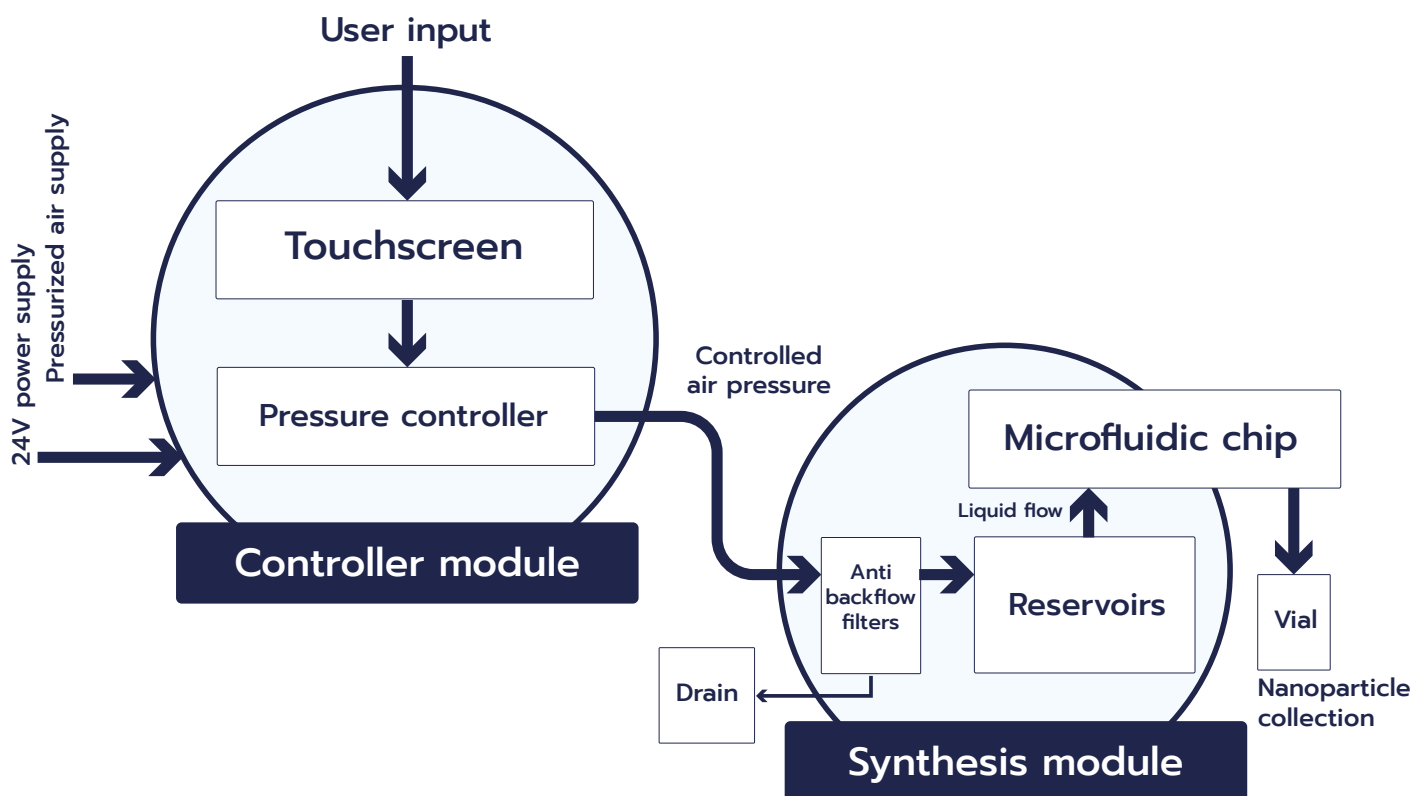 User input
Pressurized air supply
24V power supply
Touchscreen
Pressure controller
Controller module
Controlled
air pressure
Microfluidic chip
Liquid flow
Anti
backflow
filters
Reservoirs
Vial
Drain
Nanoparticle
collection
Synthesis module